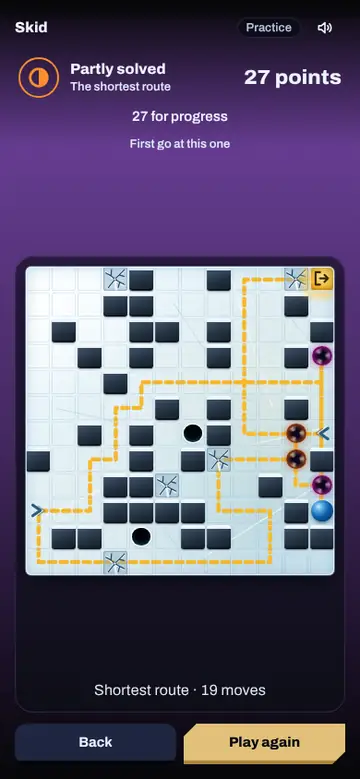 Skid
Practice
Partly solved
The shortest route
27 points
27 for progress
First go at this one
Shortest route · 19 moves
Back
Play again